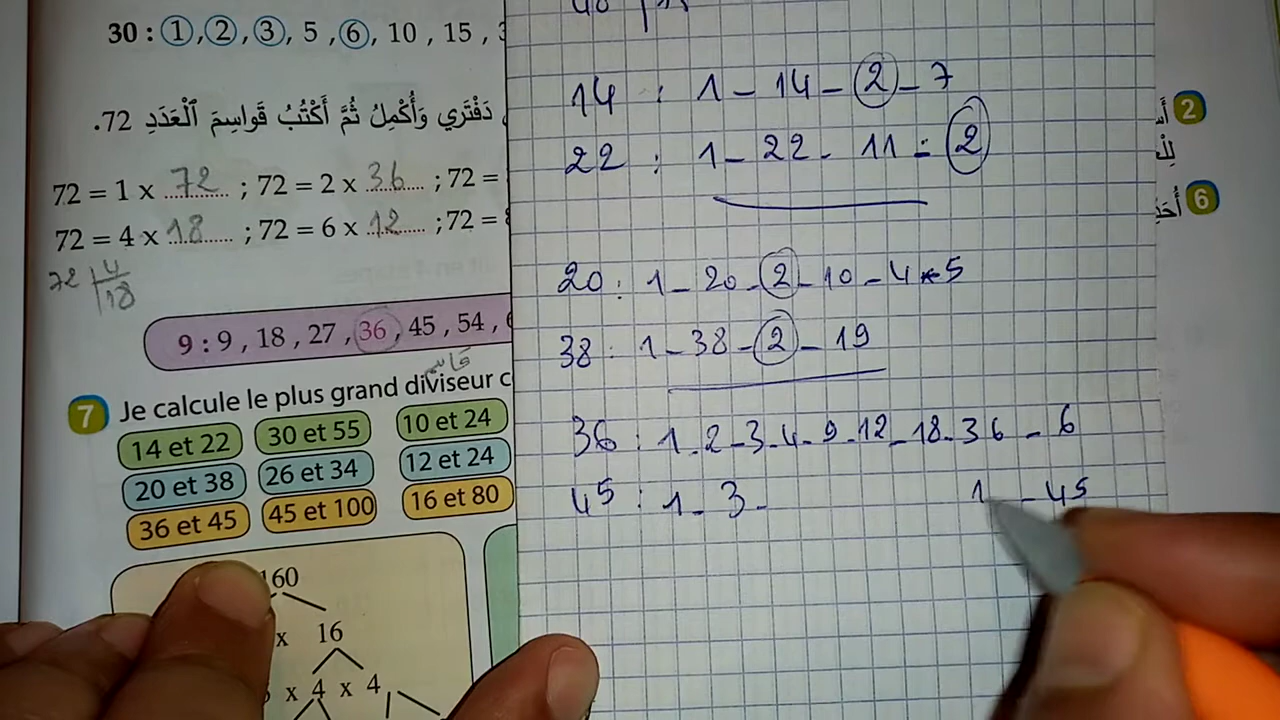 30 : 1, 2, 3, 5, 6, 10, 15,
دَفْتَري وَأُكْمِلُ ثُمَّ أَكْتُبُ قَواسِمَ ٱلْعَدَدِ 72.
72 = 1 x 72 ; 72 = 2 x 36 ; 72 =
72 = 4 x 18 ; 72 = 6 x 12 ; 72 =
72 4
18
9 : 9, 18, 27, 36, 45, 54,
قاسم
7 Je calcule le plus grand diviseur c
14 et 22 30 et 55 10 et 24
20 et 38 26 et 34 12 et 24
36 et 45 45 et 100 16 et 80
160
x 16
x 4 x 4
14 : 1 - 14 - 2 - 7
22 : 1 - 22 - 11 - 2
20 : 1 - 20 - 2 - 10 - 4 - 5
38 : 1 - 38 - 2 - 19
36 : 1 - 2 - 3 - 4 - 9 - 12 - 18 - 36 - 6
45 : 1 - 3 - 1 - 45
2
6